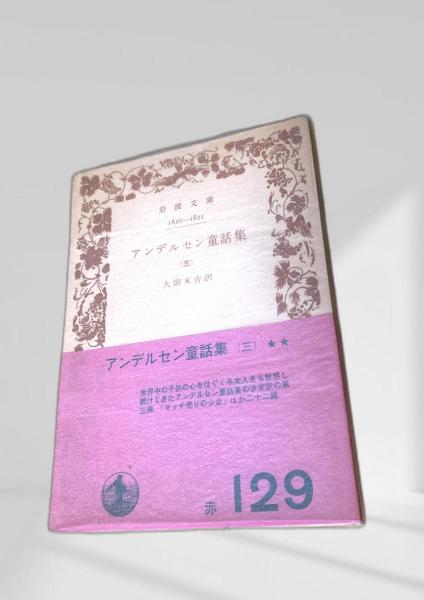 岩波文庫
1820—1821
アンデルセン童話集
(三)
大畑末吉訳
アンデルセン童話集(三)★★
世界中の子供の心をはぐくみ大人をも魅惑し
続けてきたアンデルセン童話集の決定訳の第
三冊「マッチ売りの少女」ほか二十二編
赤 129